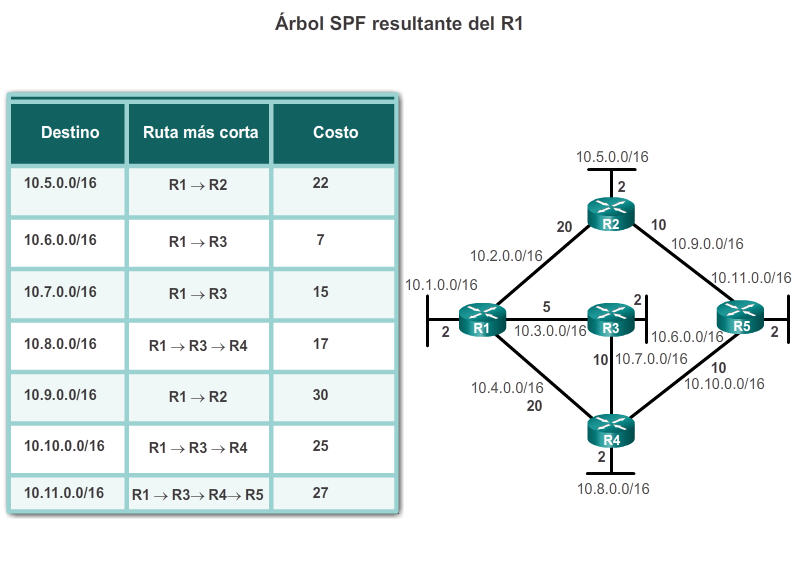 Árbol SPF resultante del R1
Destino Ruta más corta Costo
10.5.0.0/16 R1 → R2 22
10.6.0.0/16 R1 → R3 7
10.7.0.0/16 R1 → R3 15
10.8.0.0/16 R1 → R3 → R4 17
10.9.0.0/16 R1 → R2 30
10.10.0.0/16 R1 → R3 → R4 25
10.11.0.0/16 R1 → R3 → R4 → R5 27
10.5.0.0/16
2
R2
20
10
10.9.0.0/16
10.2.0.0/16
10.11.0.0/16
10.1.0.0/16
5
2
R1
R3
R5
2
10.3.0.0/16
2
10.6.0.0/16
10
10.7.0.0/16
10
10.4.0.0/16
10.10.0.0/16
20
R4
2
10.8.0.0/16